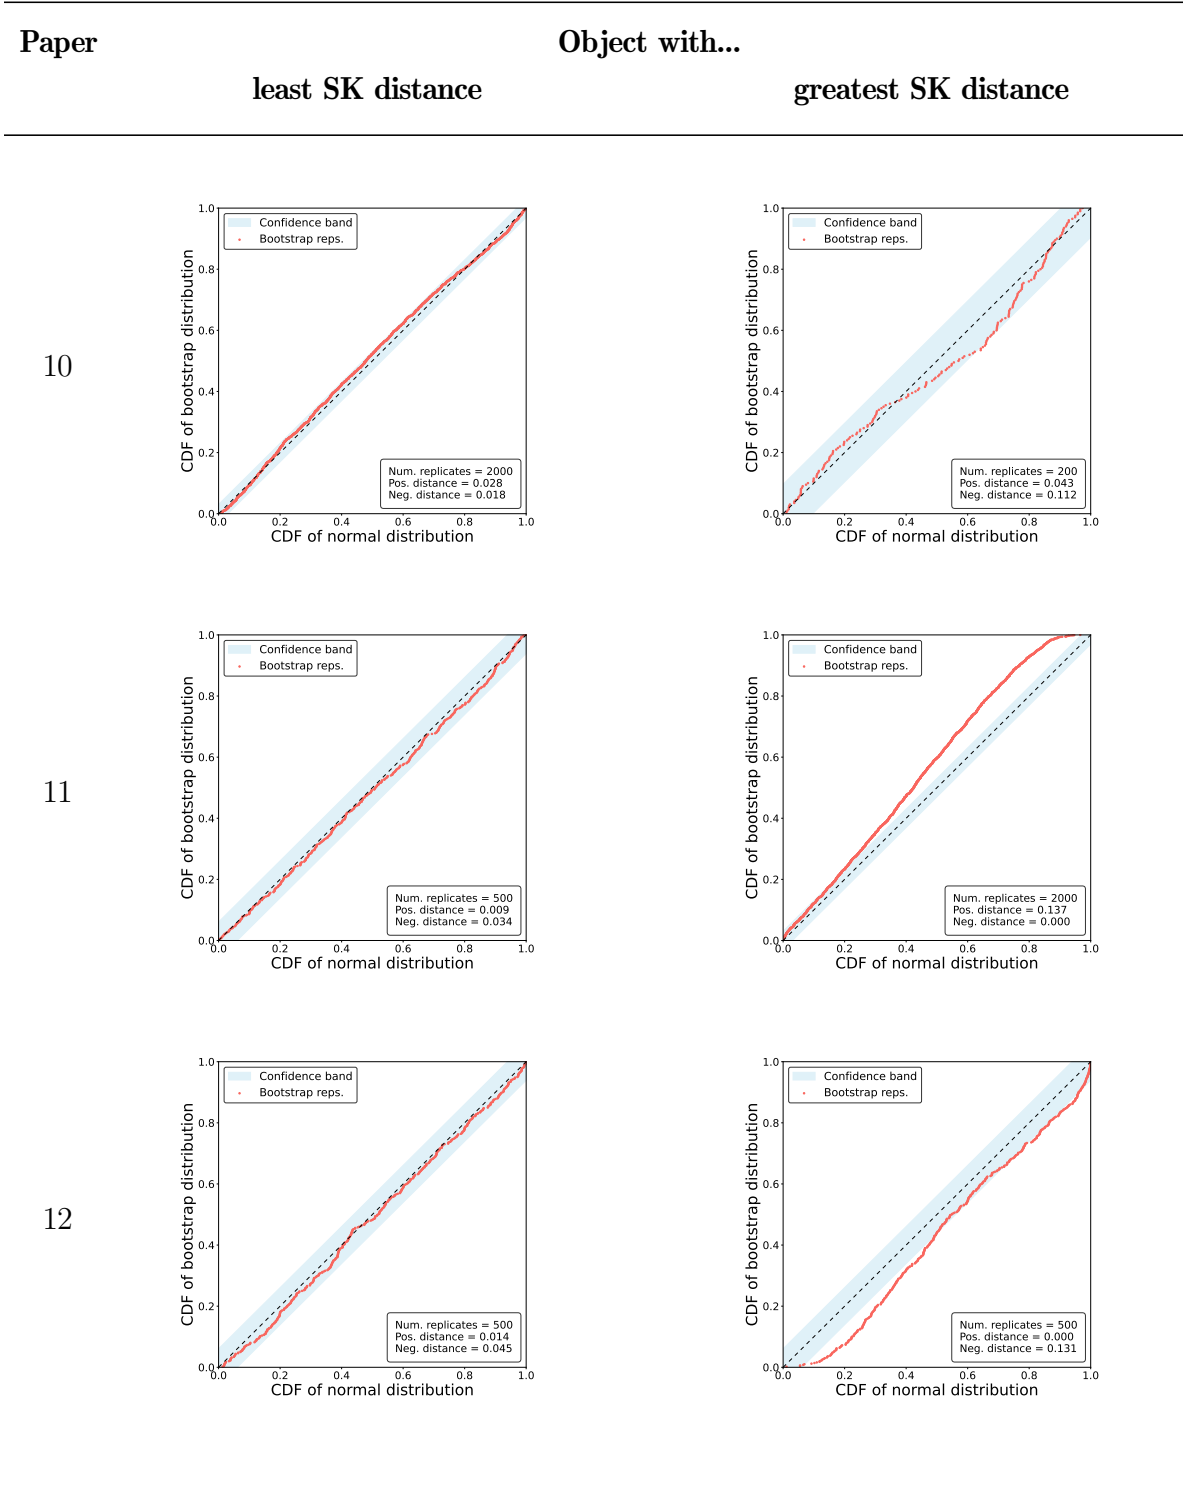 Paper
Object with...
least SK distance
greatest SK distance
10
CDF of bootstrap distribution
1.0
0.8
0.6
0.4
0.2
0.0
Confidence band
Bootstrap reps.
Num. replicates = 2000
Pos. distance = 0.028
Neg. distance = 0.018
0.0 0.2 0.4 0.6 0.8 1.0
CDF of normal distribution
CDF of bootstrap distribution
1.0
0.8
0.6
0.4
0.2
0.0
Confidence band
Bootstrap reps.
Num. replicates = 200
Pos. distance = 0.043
Neg. distance = 0.112
0.0 0.2 0.4 0.6 0.8 1.0
CDF of normal distribution
11
CDF of bootstrap distribution
1.0
0.8
0.6
0.4
0.2
0.0
Confidence band
Bootstrap reps.
Num. replicates = 500
Pos. distance = 0.009
Neg. distance = 0.034
0.0 0.2 0.4 0.6 0.8 1.0
CDF of normal distribution
CDF of bootstrap distribution
1.0
0.8
0.6
0.4
0.2
0.0
Confidence band
Bootstrap reps.
Num. replicates = 2000
Pos. distance = 0.137
Neg. distance = 0.000
0.0 0.2 0.4 0.6 0.8 1.0
CDF of normal distribution
12
CDF of bootstrap distribution
1.0
0.8
0.6
0.4
0.2
0.0
Confidence band
Bootstrap reps.
Num. replicates = 500
Pos. distance = 0.014
Neg. distance = 0.045
0.0 0.2 0.4 0.6 0.8 1.0
CDF of normal distribution
CDF of bootstrap distribution
1.0
0.8
0.6
0.4
0.2
0.0
Confidence band
Bootstrap reps.
Num. replicates = 500
Pos. distance = 0.000
Neg. distance = 0.131
0.0 0.2 0.4 0.6 0.8 1.0
CDF of normal distribution